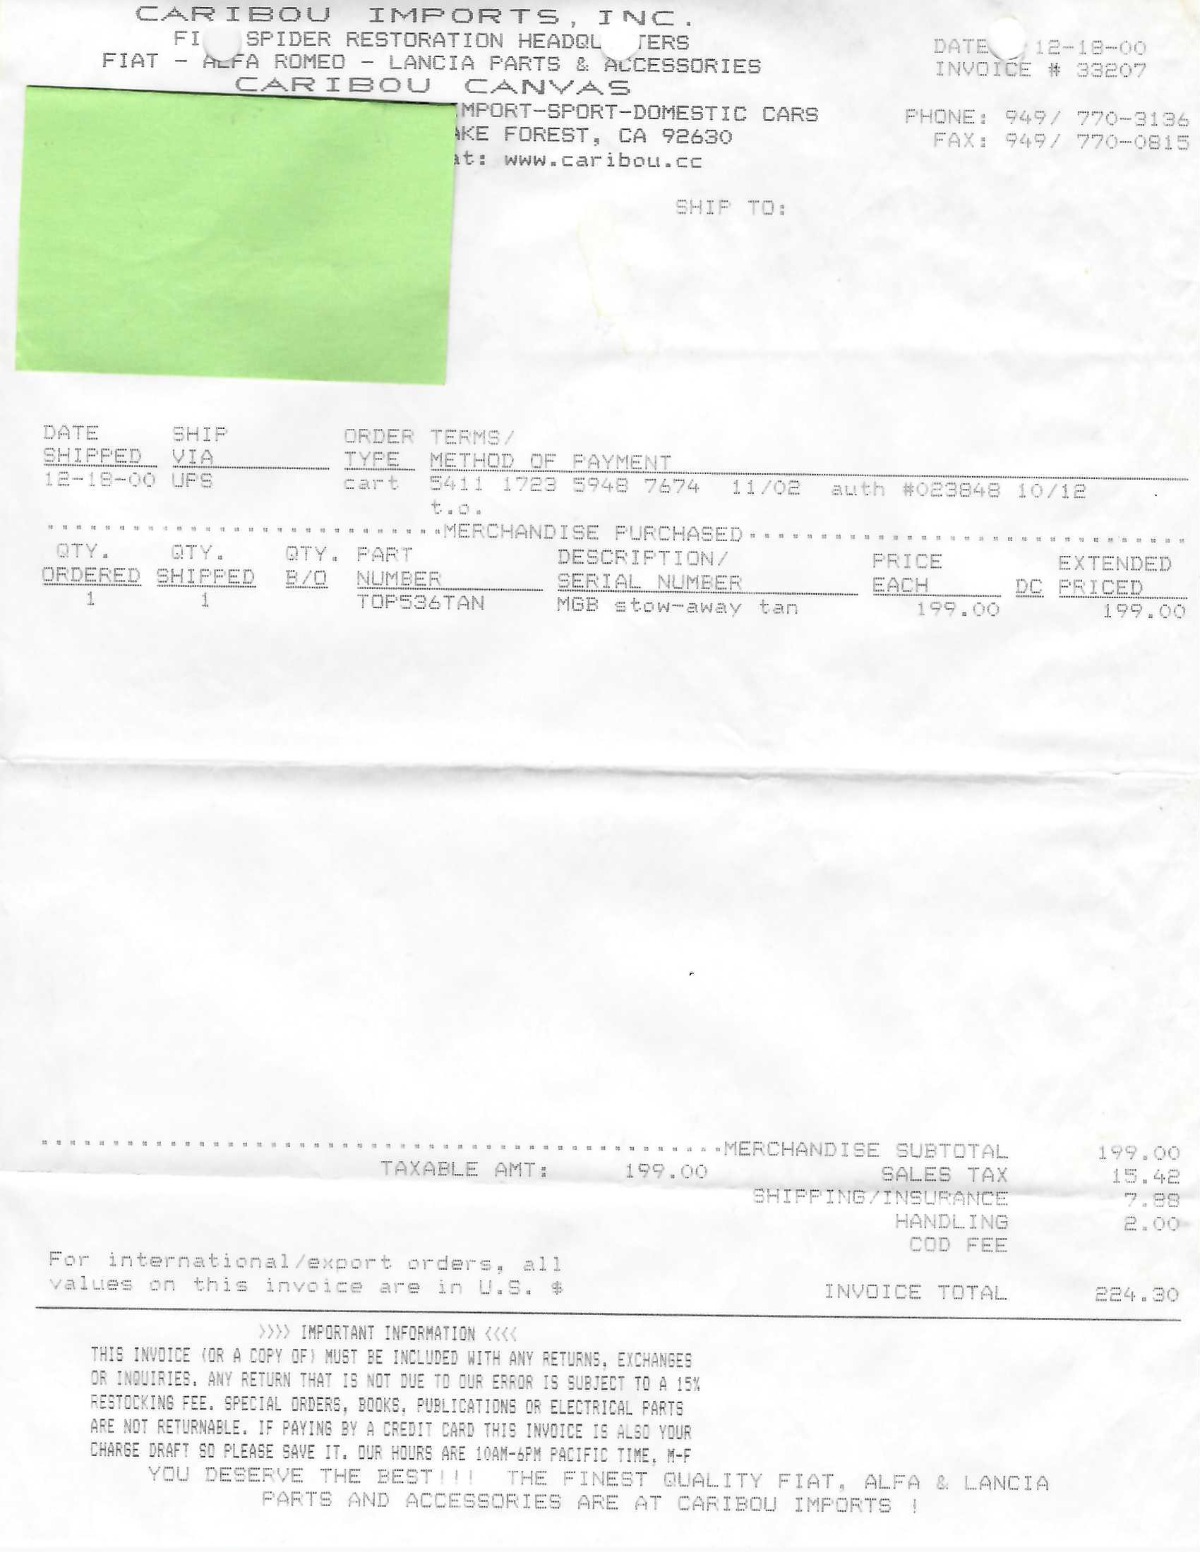 CARIBOU IMPORTS, INC.
FI SPIDER RESTORATION HEADQU TERS
FIAT - ALFA ROMEO - LANCIA PARTS & ACCESSORIES
CARIBOU CANVAS
MPORT-SPORT-DOMESTIC CARS
AKE FOREST, CA 92630
at: www.caribou.cc
DATE 12-18-00
INVOICE # 33207
PHONE: 949/ 770-3136
FAX: 949/ 770-0815
SHIP TO:
DATE SHIP ORDER TERMS/
SHIPPED VIA TYPE METHOD OF PAYMENT
12-18-00 UPS cart 5411 1723 5948 7674 11/02 auth #023848 10/12
t.o.
MERCHANDISE PURCHASED
QTY. QTY. QTY. PART DESCRIPTION/ PRICE EXTENDED
ORDERED SHIPPED B/O NUMBER SERIAL NUMBER EACH DC PRICED
1 1 TOP536TAN MGB stow-away tan 199.00 199.00
MERCHANDISE SUBTOTAL 199.00
TAXABLE AMT: 199.00 SALES TAX 15.42
SHIPPING/INSURANCE 7.88
HANDLING 2.00
COD FEE
For international/export orders, all
values on this invoice are in U.S. $
INVOICE TOTAL 224.30
>>>> IMPORTANT INFORMATION <<<<
THIS INVOICE (OR A COPY OF) MUST BE INCLUDED WITH ANY RETURNS, EXCHANGES
OR INQUIRIES. ANY RETURN THAT IS NOT DUE TO OUR ERROR IS SUBJECT TO A 15%
RESTOCKING FEE. SPECIAL ORDERS, BOOKS, PUBLICATIONS OR ELECTRICAL PARTS
ARE NOT RETURNABLE. IF PAYING BY A CREDIT CARD THIS INVOICE IS ALSO YOUR
CHARGE DRAFT SO PLEASE SAVE IT. OUR HOURS ARE 10AM-6PM PACIFIC TIME, M-F
YOU DESERVE THE BEST!!! THE FINEST QUALITY FIAT, ALFA & LANCIA
PARTS AND ACCESSORIES ARE AT CARIBOU IMPORTS !